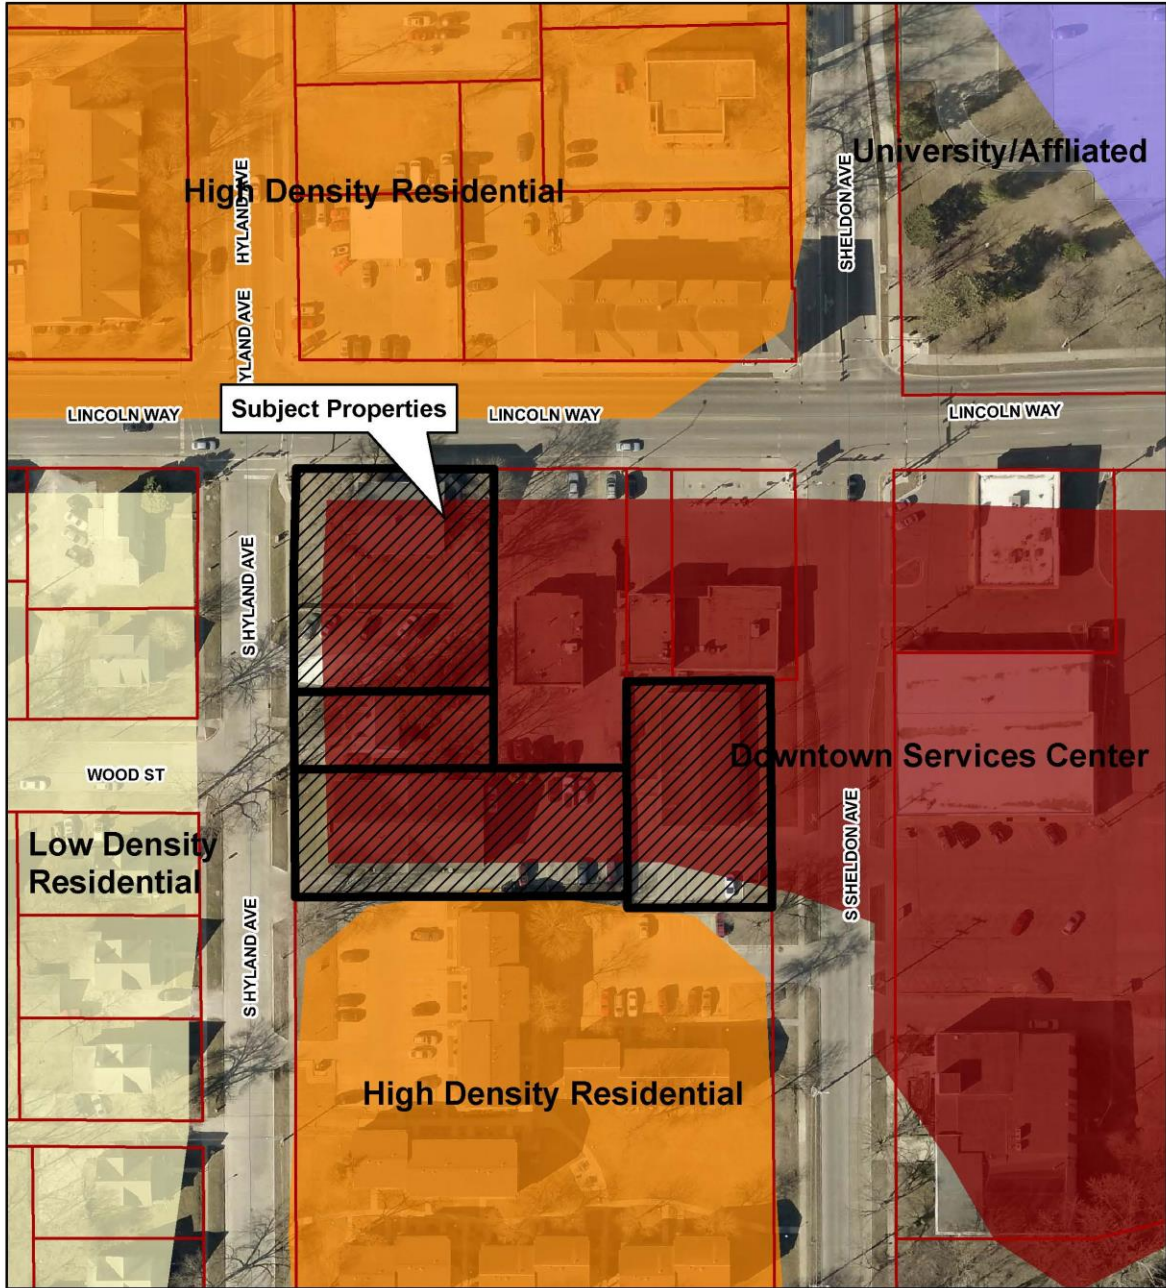 University/Affliated
High Density Residential
HYLAND AVE
SHELDON AVE
YLAND AVE
Subject Properties
LINCOLN WAY
LINCOLN WAY
LINCOLN WAY
S HYLAND AVE
Downtown Services Center
WOOD ST
Low Density
Residential
S SHELDON AVE
S HYLAND AVE
High Density Residential